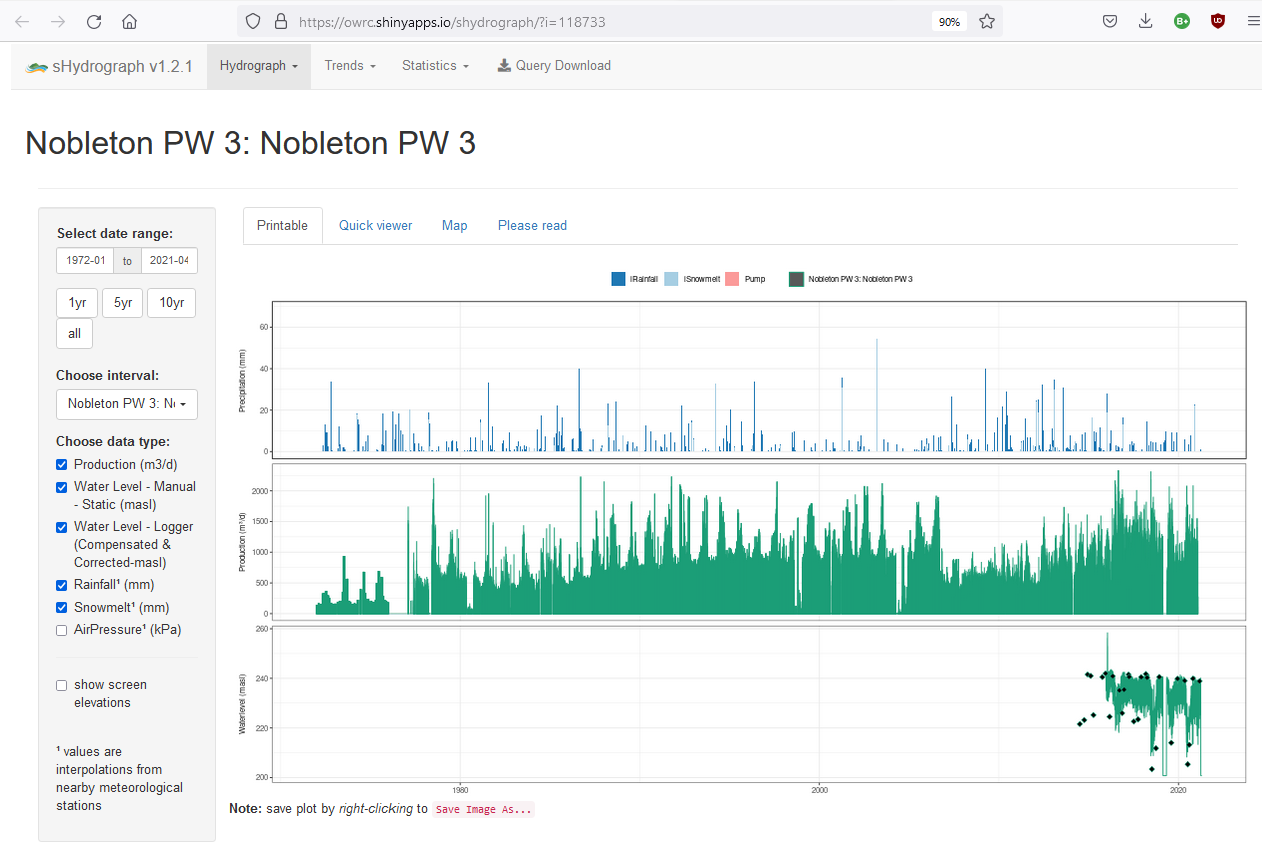 https://owrc.shinyapps.io/shydrograph/?i=118733
90%
sHydrograph v1.2.1
Hydrograph
Trends
Statistics
Query Download
Nobleton PW 3: Nobleton PW 3
Select date range:
1972-01 to 2021-04
1yr 5yr 10yr
all
Choose interval:
Nobleton PW 3: N
Choose data type:
Production (m3/d)
Water Level - Manual
- Static (masl)
Water Level - Logger
(Compensated &
Corrected-masl)
Rainfall¹ (mm)
Snowmelt¹ (mm)
AirPressure¹ (kPa)
show screen
elevations
¹ values are
interpolations from
nearby meteorological
stations
Printable Quick viewer Map Please read
iRainfall iSnowmelt Pump Nobleton PW 3: Nobleton PW 3
Precipitation (mm)
60
40
20
0
Production (m³/d)
2000
1500
1000
500
0
Waterlevel (masl)
260
240
220
200
1980 2000 2020
Note: save plot by right-clicking to Save Image As...